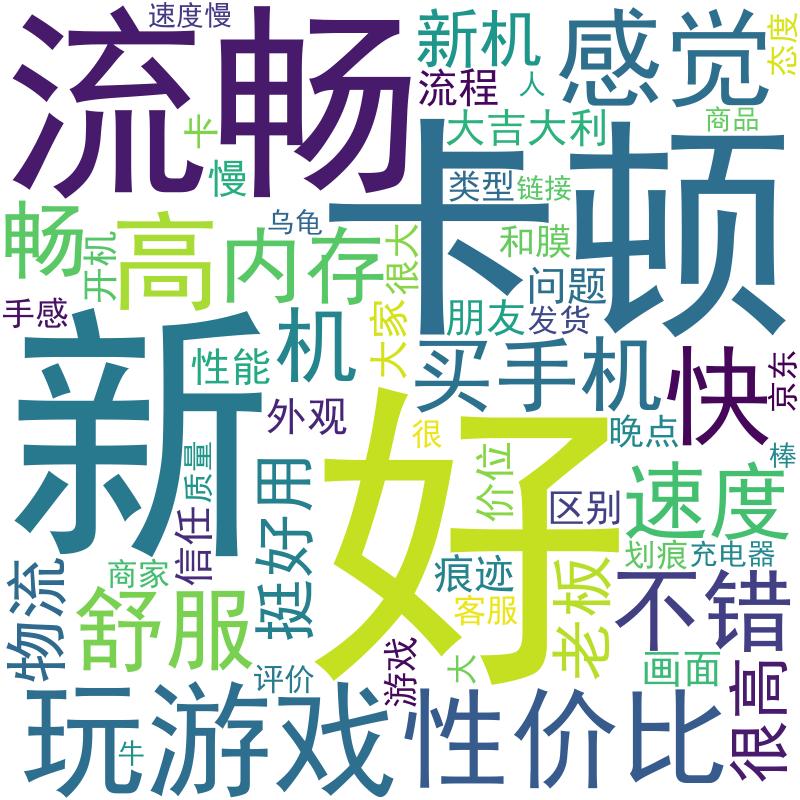 速度慢
流畅
新机
感觉
态度
流程
人
卡
大吉大利
商品
卡顿
慢
类型
链接
畅
开机
高
乌龟
内存
很大
和膜
问题
手感
新
性能
机
大家
朋友
发货
买手机
快
京东
外观
好
很
晚点
棒
质量
价位
区别
速度
挺好用
信任
划痕
充电器
物流
商家
舒服
痕迹
客服
老板
不错
评价
游戏
大
画面
很高
玩游戏
牛
性价比